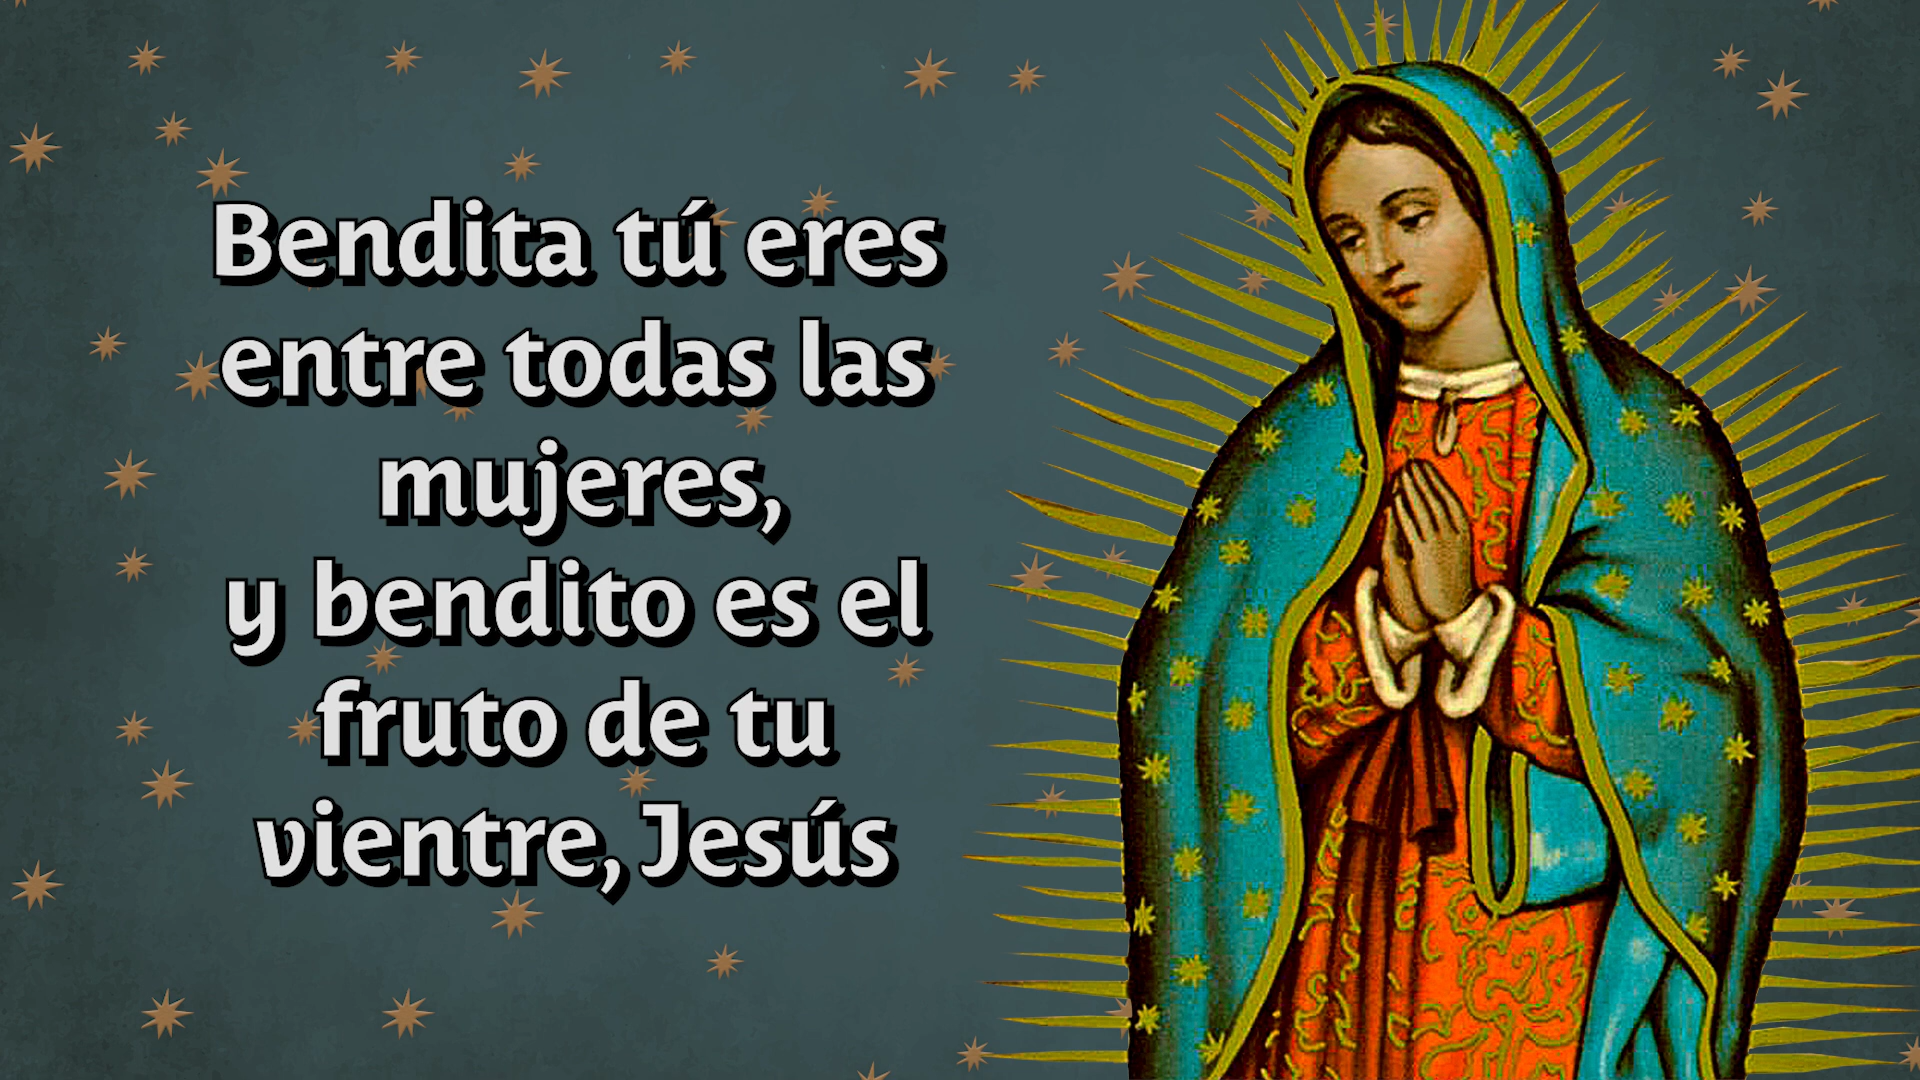 Bendita tú eres
entre todas las
mujeres,
y bendito es el
fruto de tu
vientre, Jesús